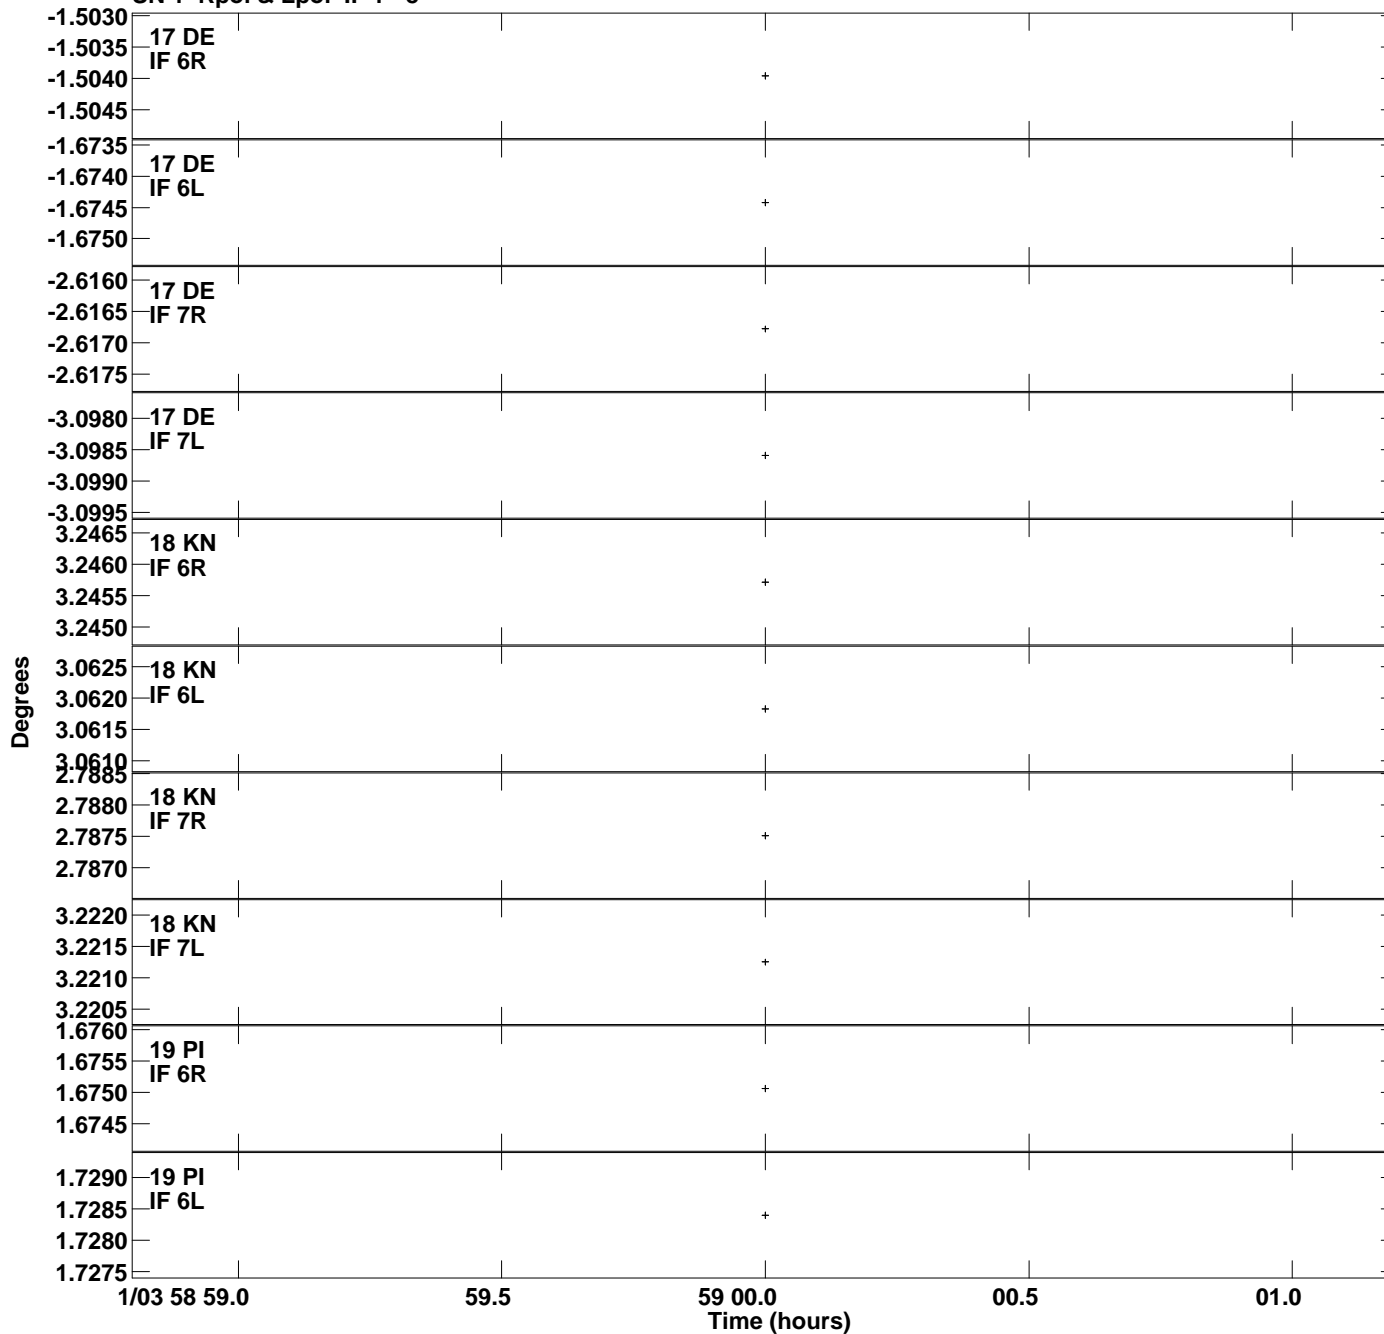 -1.5030
-1.5035
-1.5040
-1.5045
17 DE
IF 6R
-1.6735
-1.6740
-1.6745
-1.6750
17 DE
IF 6L
-2.6160
-2.6165
-2.6170
-2.6175
17 DE
IF 7R
-3.0980
-3.0985
-3.0990
-3.0995
17 DE
IF 7L
3.2465
3.2460
3.2455
3.2450
18 KN
IF 6R
3.0625
3.0620
3.0615
3.0610
18 KN
IF 6L
2.7885
2.7880
2.7875
2.7870
18 KN
IF 7R
3.2220
3.2215
3.2210
3.2205
18 KN
IF 7L
1.6760
1.6755
1.6750
1.6745
19 PI
IF 6R
1.7290
1.7285
1.7280
1.7275
19 PI
IF 6L
Degrees
1/03 58 59.0 59.5 59 00.0 00.5 01.0
Time (hours)